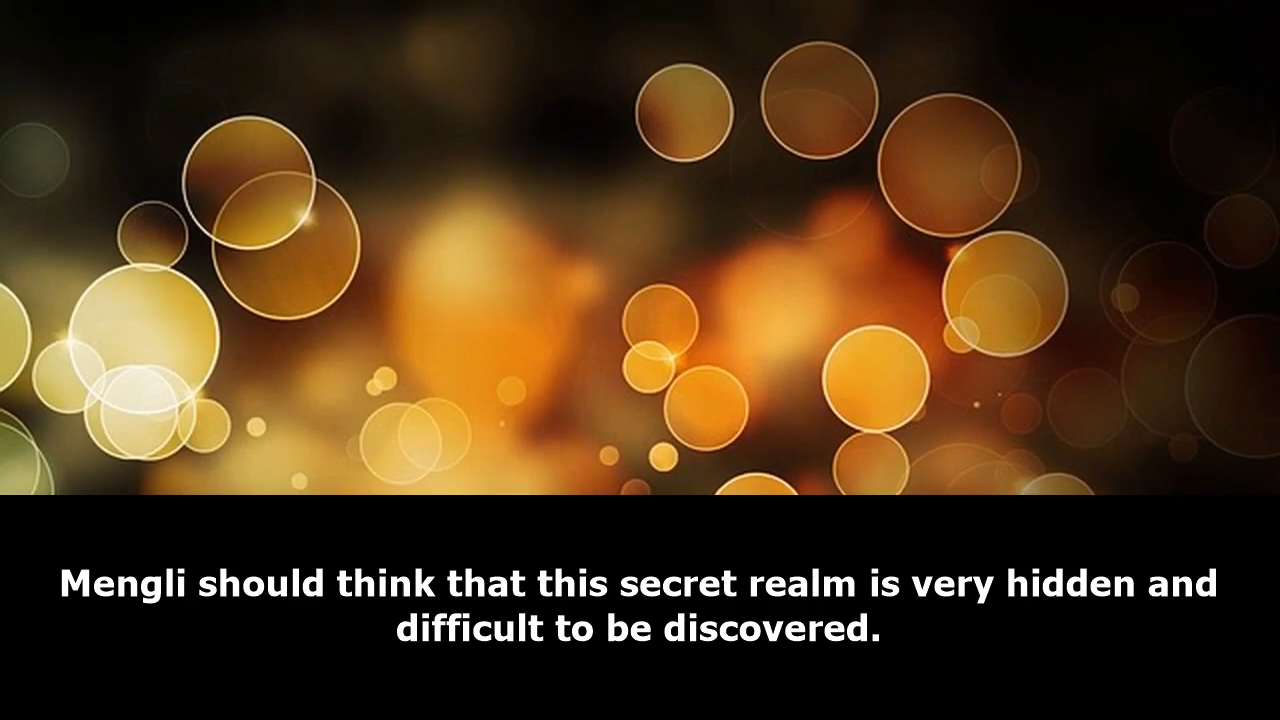 Mengli should think that this secret realm is very hidden and
difficult to be discovered.